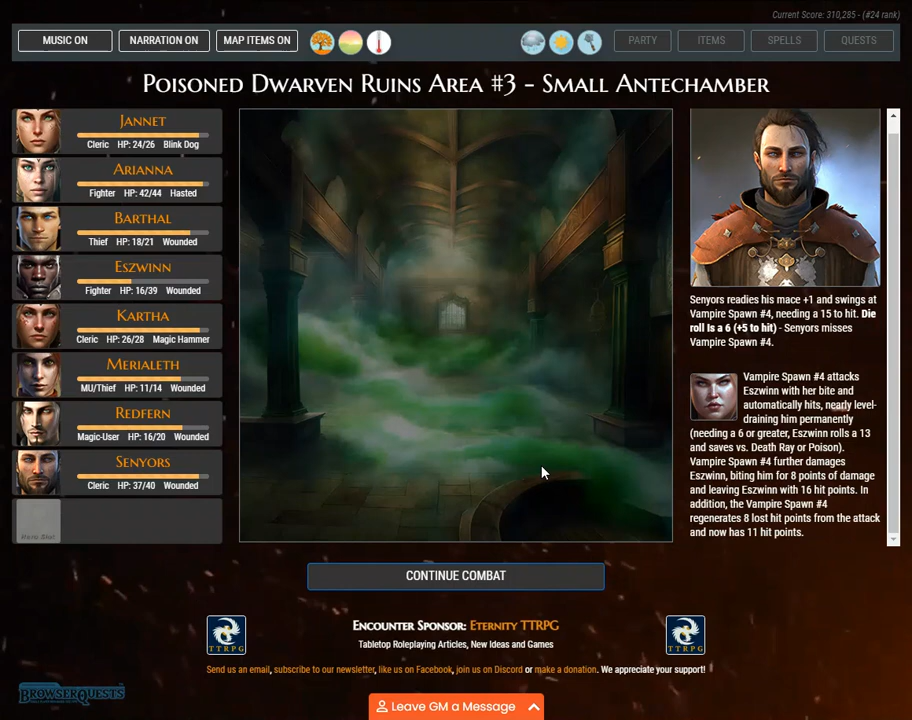 Current Score: 310,285 - (#24 rank)
MUSIC ON
NARRATION ON
MAP ITEMS ON
PARTY
ITEMS
SPELLS
QUESTS
Poisoned Dwarven Ruins Area #3 - Small Antechamber
Jannet
Cleric HP: 24/26 Blink Dog
Arianna
Fighter HP: 42/44 Hasted
Barthal
Thief HP: 18/21 Wounded
Eszwinn
Fighter HP: 16/39 Wounded
Kartha
Cleric HP: 26/28 Magic Hammer
Merialeth
MU/Thief HP: 11/14 Wounded
Redfern
Magic-User HP: 16/20 Wounded
Senyors
Cleric HP: 37/40 Wounded
Senyors readies his mace +1 and swings at
Vampire Spawn #4, needing a 15 to hit. Die
roll Is a 6 (+5 to hit) - Senyors misses
Vampire Spawn #4.
Vampire Spawn #4 attacks
Eszwinn with her bite and
automatically hits, nearly level-
draining him permanently
(needing a 6 or greater, Eszwinn rolls a 13
and saves vs. Death Ray or Poison).
Vampire Spawn #4 further damages
Eszwinn, biting him for 8 points of damage
and leaving Eszwinn with 16 hit points. In
addition, the Vampire Spawn #4
regenerates 8 lost hit points from the attack
and now has 11 hit points.
CONTINUE COMBAT
Encounter Sponsor: Eternity TTRPG
Tabletop Roleplaying Articles, New Ideas and Games
TTRPG
TTRPG
Send us an email, subscribe to our newsletter, like us on Facebook, join us on Discord or make a donation. We appreciate your support!
BrowserQuests
Leave GM a Message